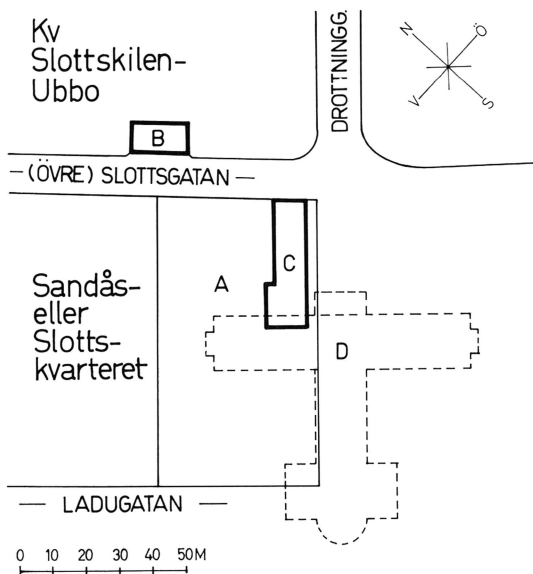 Kv
Slottskilen-
Ubbo
DROTTNINGG.
N
Ö
V
S
B
— (ÖVRE) SLOTTSGATAN —
C
A
Sandås-
eller
Slotts-
kvarteret
D
— LADUGATAN —
0 10 20 30 40 50M